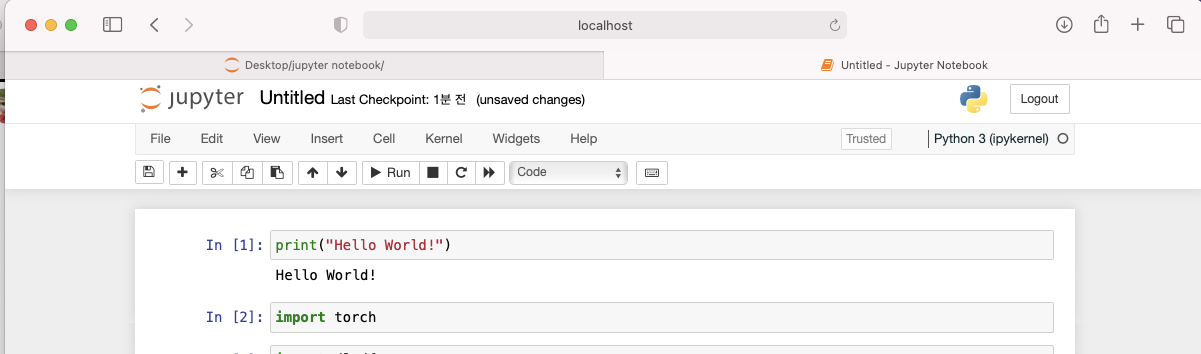 localhost
Desktop/jupyter notebook/ Untitled - Jupyter Notebook
jupyter Untitled Last Checkpoint: 1분 전 (unsaved changes) Logout
File Edit View Insert Cell Kernel Widgets Help Trusted Python 3 (ipykernel)
Run Code
In [1]: print("Hello World!")
Hello World!
In [2]: import torch